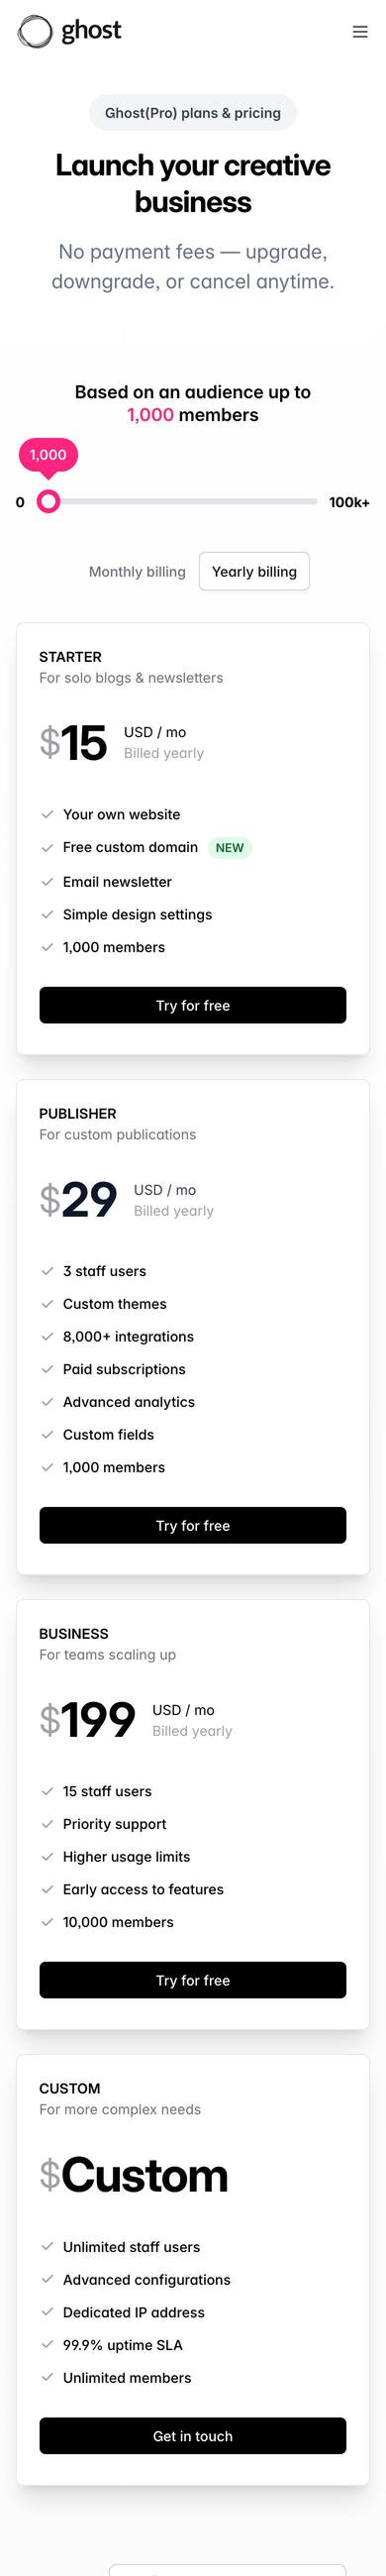 ghost
Ghost(Pro) plans & pricing
Launch your creative
business
No payment fees — upgrade,
downgrade, or cancel anytime.
Based on an audience up to
1,000 members
1,000
0
100k+
Monthly billing
Yearly billing
STARTER
For solo blogs & newsletters
$15
USD / mo
Billed yearly
Your own website
Free custom domain NEW
Email newsletter
Simple design settings
1,000 members
Try for free
PUBLISHER
For custom publications
$29
USD / mo
Billed yearly
3 staff users
Custom themes
8,000+ integrations
Paid subscriptions
Advanced analytics
Custom fields
1,000 members
Try for free
BUSINESS
For teams scaling up
$199
USD / mo
Billed yearly
15 staff users
Priority support
Higher usage limits
Early access to features
10,000 members
Try for free
CUSTOM
For more complex needs
$Custom
Unlimited staff users
Advanced configurations
Dedicated IP address
99.9% uptime SLA
Unlimited members
Get in touch